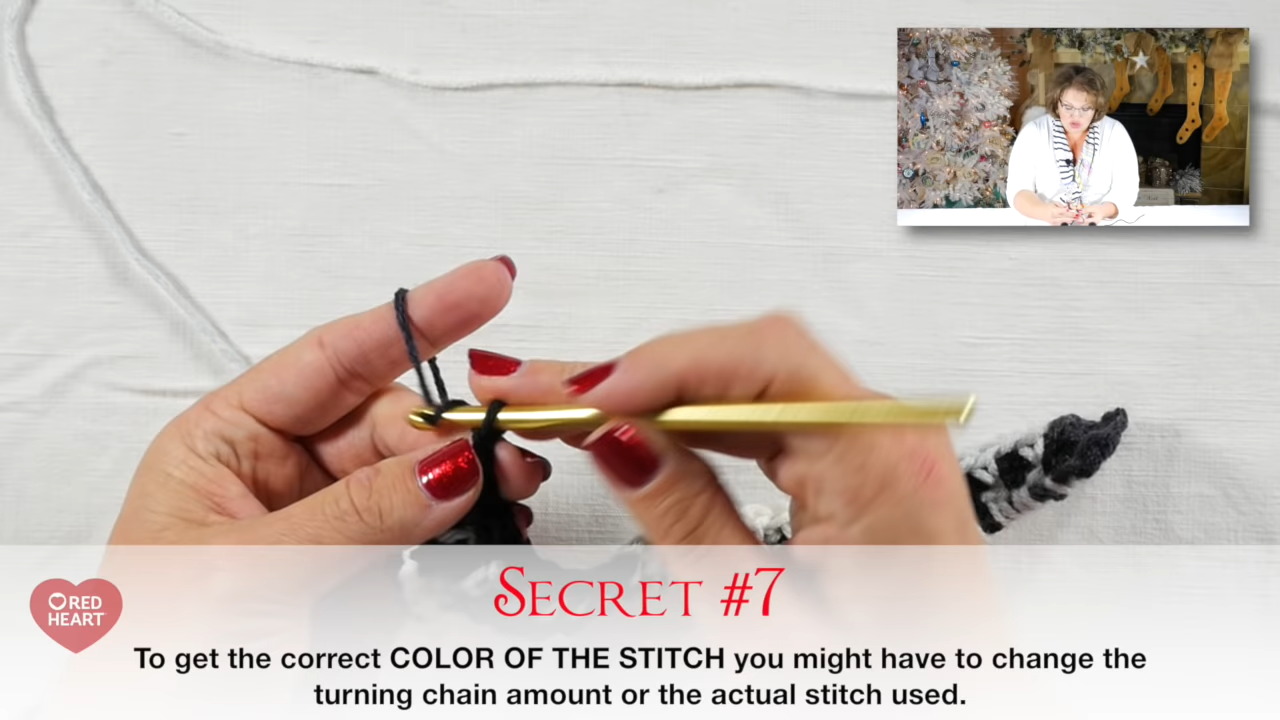 RED
HEART
SECRET #7
To get the correct COLOR OF THE STITCH you might have to change the
turning chain amount or the actual stitch used.